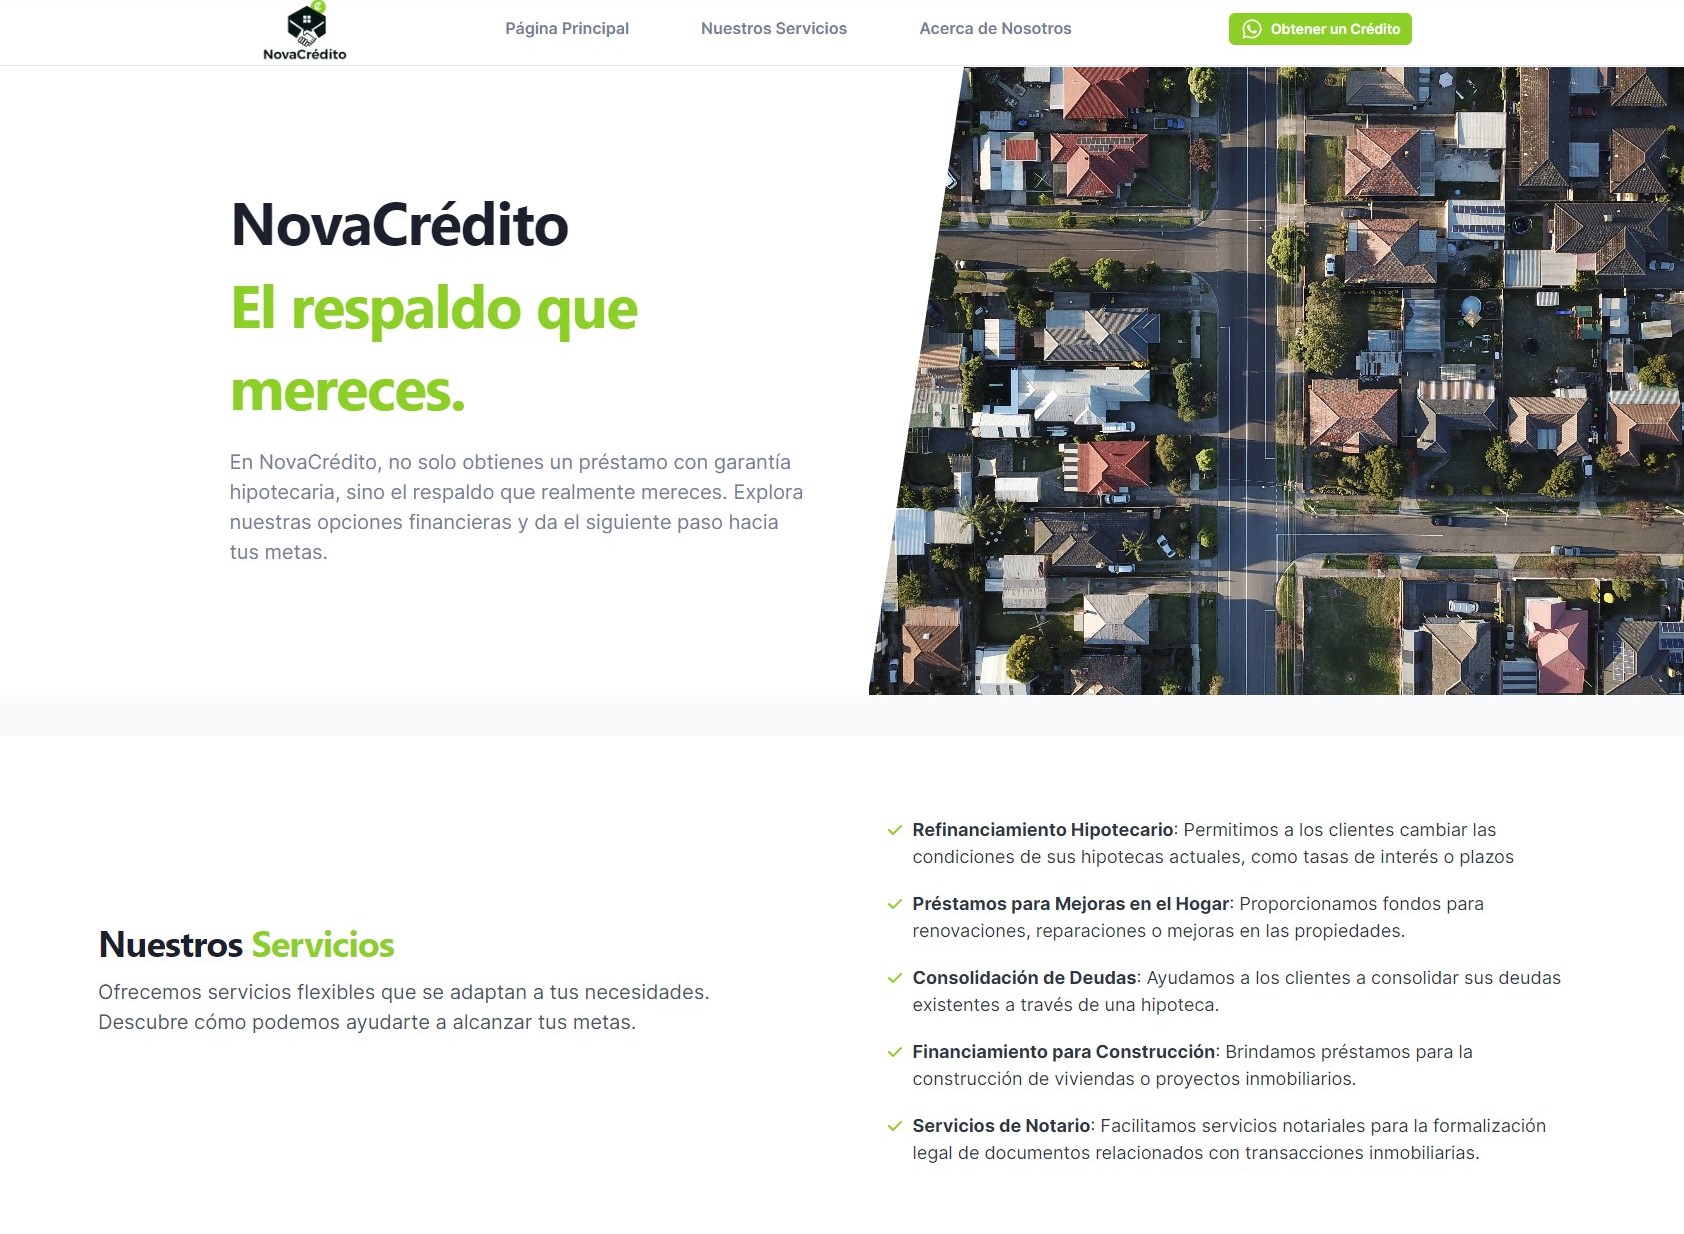 NovaCrédito
Página Principal
Nuestros Servicios
Acerca de Nosotros
Obtener un Crédito
NovaCrédito
El respaldo que
mereces.
En NovaCrédito, no solo obtienes un préstamo con garantía
hipotecaria, sino el respaldo que realmente mereces. Explora
nuestras opciones financieras y da el siguiente paso hacia
tus metas.
Nuestros Servicios
Ofrecemos servicios flexibles que se adaptan a tus necesidades.
Descubre cómo podemos ayudarte a alcanzar tus metas.
Refinanciamiento Hipotecario: Permitimos a los clientes cambiar las
condiciones de sus hipotecas actuales, como tasas de interés o plazos
Préstamos para Mejoras en el Hogar: Proporcionamos fondos para
renovaciones, reparaciones o mejoras en las propiedades.
Consolidación de Deudas: Ayudamos a los clientes a consolidar sus deudas
existentes a través de una hipoteca.
Financiamiento para Construcción: Brindamos préstamos para la
construcción de viviendas o proyectos inmobiliarios.
Servicios de Notario: Facilitamos servicios notariales para la formalización
legal de documentos relacionados con transacciones inmobiliarias.